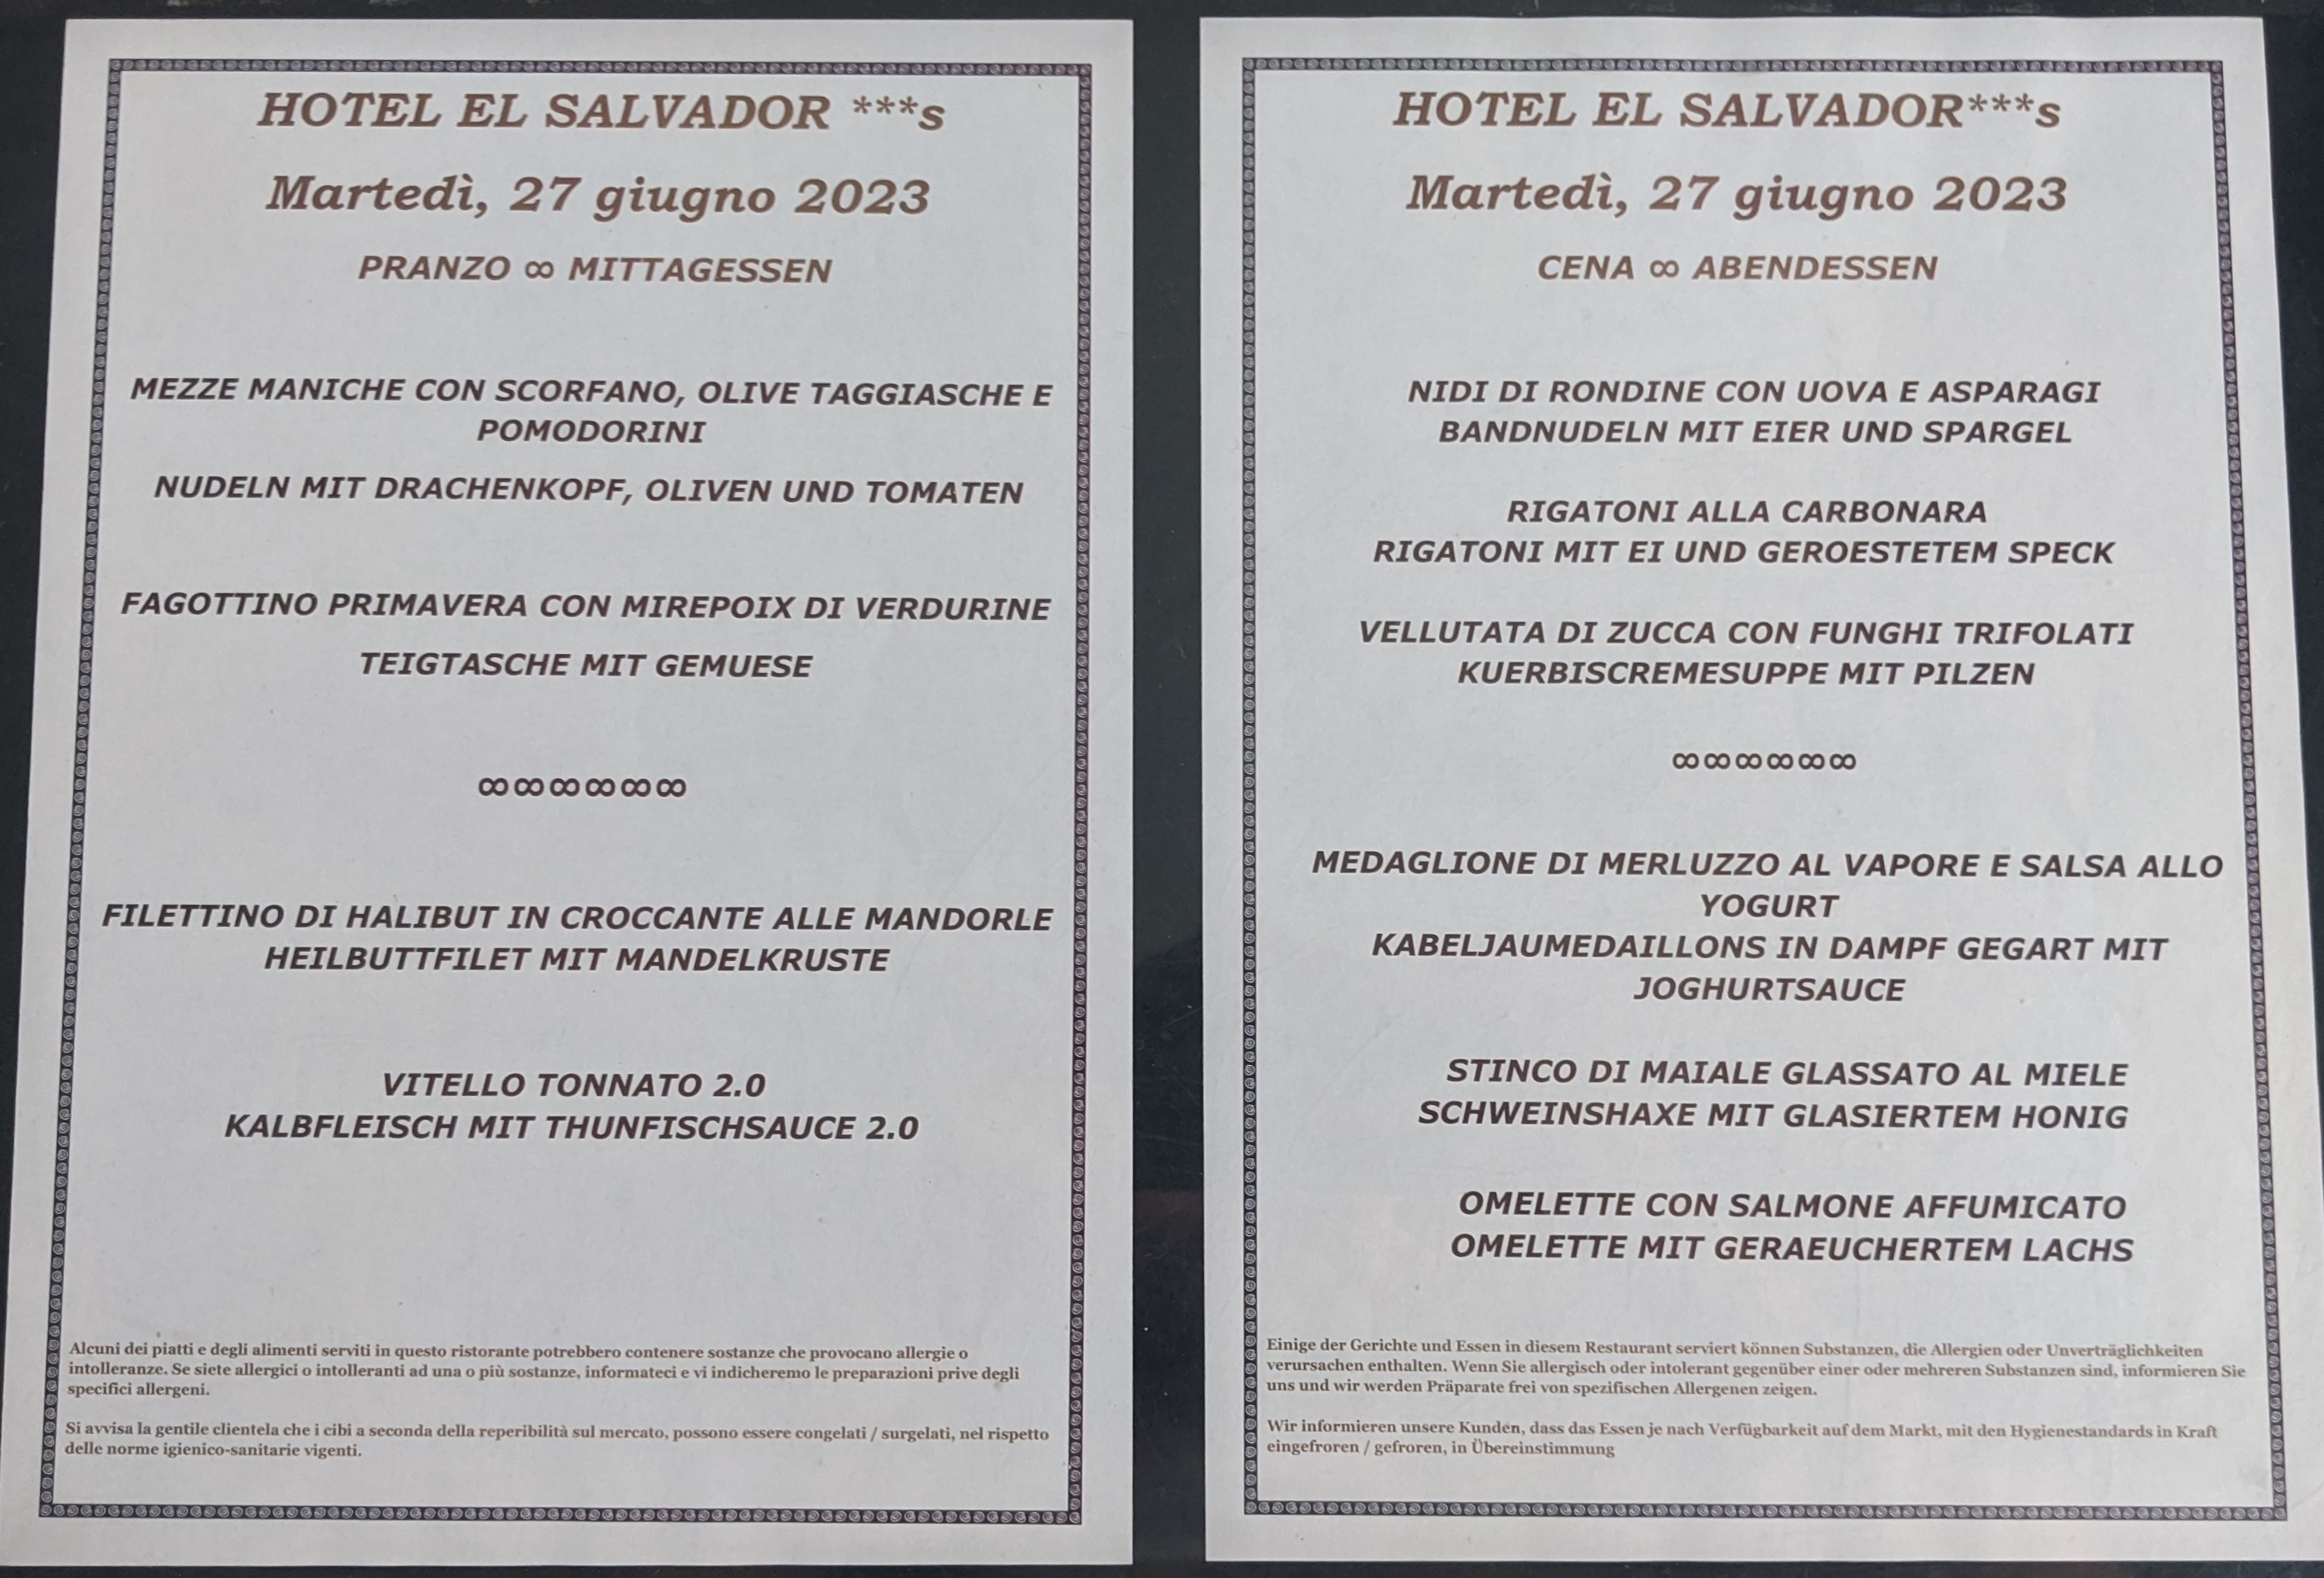 HOTEL EL SALVADOR ***s
Martedì, 27 giugno 2023
PRANZO ∞ MITTAGESSEN
MEZZE MANICHE CON SCORFANO, OLIVE TAGGIASCHE E
POMODORINI
NUDELN MIT DRACHENKOPF, OLIVEN UND TOMATEN
FAGOTTINO PRIMAVERA CON MIREPOIX DI VERDURINE
TEIGTASCHE MIT GEMUESE
∞∞∞∞∞∞
FILETTINO DI HALIBUT IN CROCCANTE ALLE MANDORLE
HEILBUTTFILET MIT MANDELKRUSTE
VITELLO TONNATO 2.0
KALBFLEISCH MIT THUNFISCHSAUCE 2.0
Alcuni dei piatti e degli alimenti serviti in questo ristorante potrebbero contenere sostanze che provocano allergie o
intolleranze. Se siete allergici o intolleranti ad una o più sostanze, informateci e vi indicheremo le preparazioni prive degli
specifici allergeni.
Si avvisa la gentile clientela che i cibi a seconda della reperibilità sul mercato, possono essere congelati / surgelati, nel rispetto
delle norme igienico-sanitarie vigenti.
HOTEL EL SALVADOR***s
Martedì, 27 giugno 2023
CENA ∞ ABENDESSEN
NIDI DI RONDINE CON UOVA E ASPARAGI
BANDNUDELN MIT EIER UND SPARGEL
RIGATONI ALLA CARBONARA
RIGATONI MIT EI UND GEROESTETEM SPECK
VELLUTATA DI ZUCCA CON FUNGHI TRIFOLATI
KUERBISCREMESUPPE MIT PILZEN
∞∞∞∞∞∞
MEDAGLIONE DI MERLUZZO AL VAPORE E SALSA ALLO
YOGURT
KABELJAUMEDAILLONS IN DAMPF GEGART MIT
JOGHURTSAUCE
STINCO DI MAIALE GLASSATO AL MIELE
SCHWEINSHAXE MIT GLASIERTEM HONIG
OMELETTE CON SALMONE AFFUMICATO
OMELETTE MIT GERAEUCHERTEM LACHS
Einige der Gerichte und Essen in diesem Restaurant serviert können Substanzen, die Allergien oder Unverträglichkeiten
verursachen enthalten. Wenn Sie allergisch oder intolerant gegenüber einer oder mehreren Substanzen sind, informieren Sie
uns und wir werden Präparate frei von spezifischen Allergenen zeigen.
Wir informieren unsere Kunden, dass das Essen je nach Verfügbarkeit auf dem Markt, mit den Hygienestandards in Kraft
eingefroren / gefroren, in Übereinstimmung